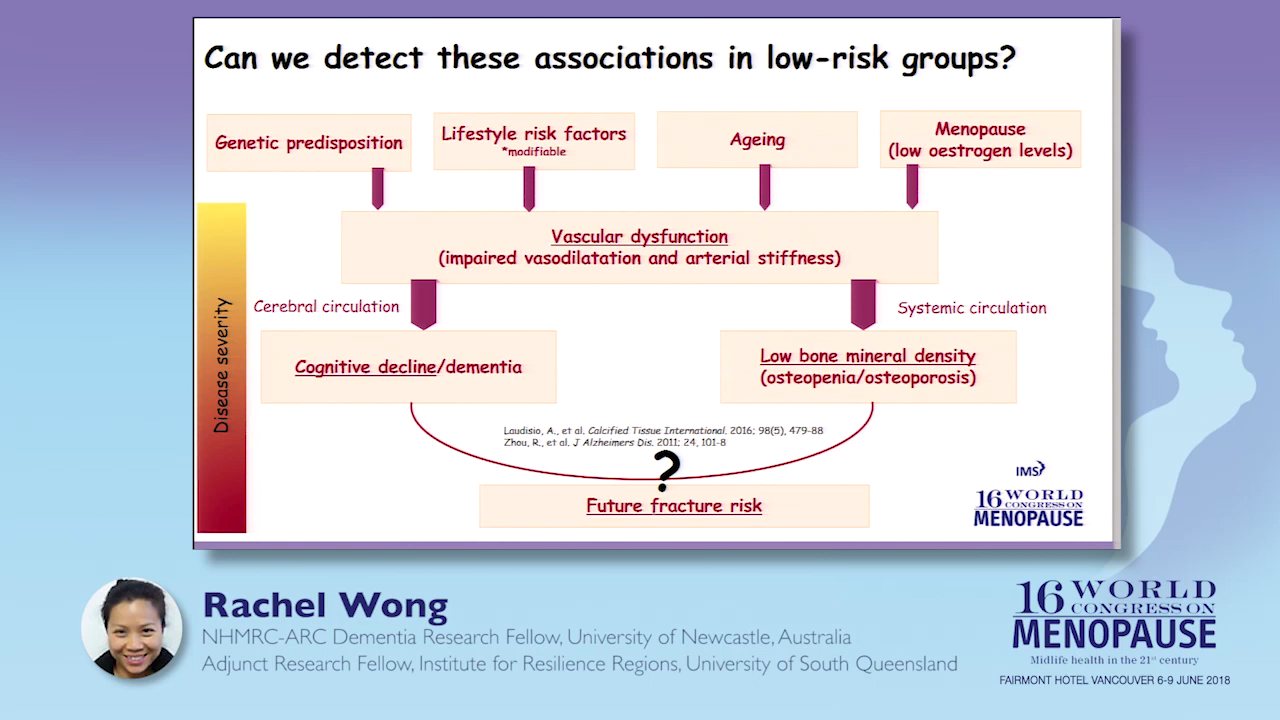 Can we detect these associations in low-risk groups?
Genetic predisposition
Lifestyle risk factors
*modifiable
Ageing
Menopause
(low oestrogen levels)
Vascular dysfunction
(impaired vasodilatation and arterial stiffness)
Disease severity
Cerebral circulation
Systemic circulation
Cognitive decline/dementia
Low bone mineral density
(osteopenia/osteoporosis)
Laudisio, A., et al. Calcified Tissue International. 2016; 98(5), 479-88
Zhou, R., et al. J Alzheimers Dis. 2011; 24, 101-8
?
Future fracture risk
IMS
16 WORLD
CONGRESS ON
MENOPAUSE
Rachel Wong
NHMRC-ARC Dementia Research Fellow, University of Newcastle, Australia
Adjunct Research Fellow, Institute for Resilience Regions, University of South Queensland
16 WORLD
CONGRESS ON
MENOPAUSE
Midlife health in the 21st century
FAIRMONT HOTEL VANCOUVER 6-9 JUNE 2018